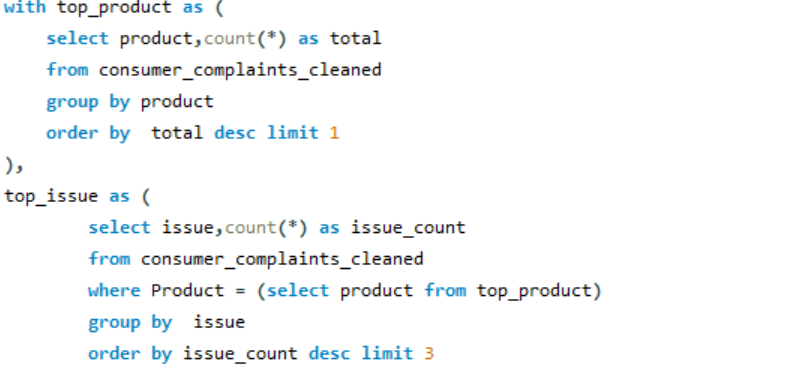 with top_product as (
    select product,count(*) as total
    from consumer_complaints_cleaned
    group by product
    order by  total desc limit 1
),
top_issue as (
        select issue,count(*) as issue_count
        from consumer_complaints_cleaned
        where Product = (select product from top_product)
        group by  issue
        order by issue_count desc limit 3